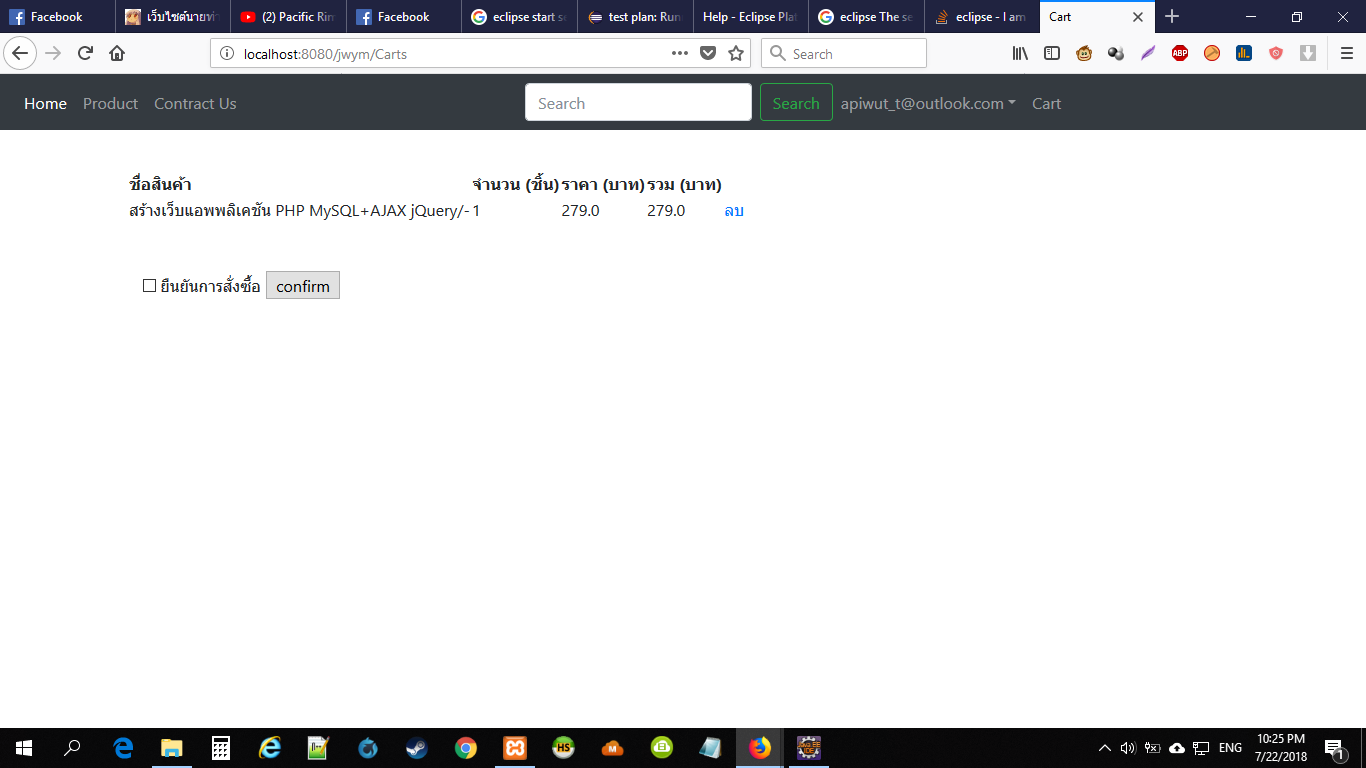 Facebook
เว็บไซต์นายท่า
(2) Pacific Rim
Facebook
eclipse start se
test plan: Run
Help - Eclipse Plat
eclipse The se
eclipse - I am
Cart
localhost:8080/jwym/Carts
Search
ABP
Home Product Contract Us Search Search apiwut_t@outlook.com Cart
ชื่อสินค้า จำนวน (ชิ้น) ราคา (บาท) รวม (บาท)
สร้างเว็บแอพพลิเคชัน PHP MySQL+AJAX jQuery/- 1 279.0 279.0 ลบ
ยืนยันการสั่งซื้อ confirm
HS
M
ENG
10:25 PM
7/22/2018
1